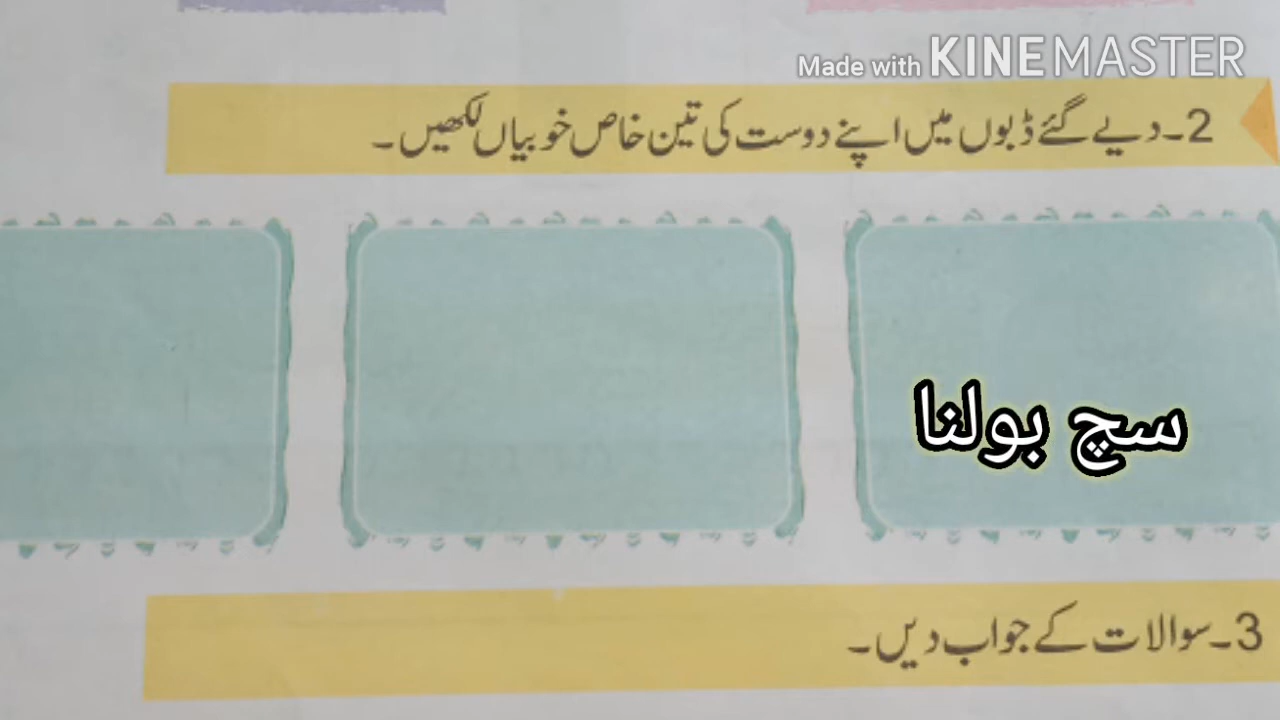 Made with KINEMASTER
2۔ دیے گئے ڈبوں میں اپنے دوست کی تین خاص خوبیاں لکھیں۔
سچ بولنا
3۔ سوالات کے جواب دیں۔